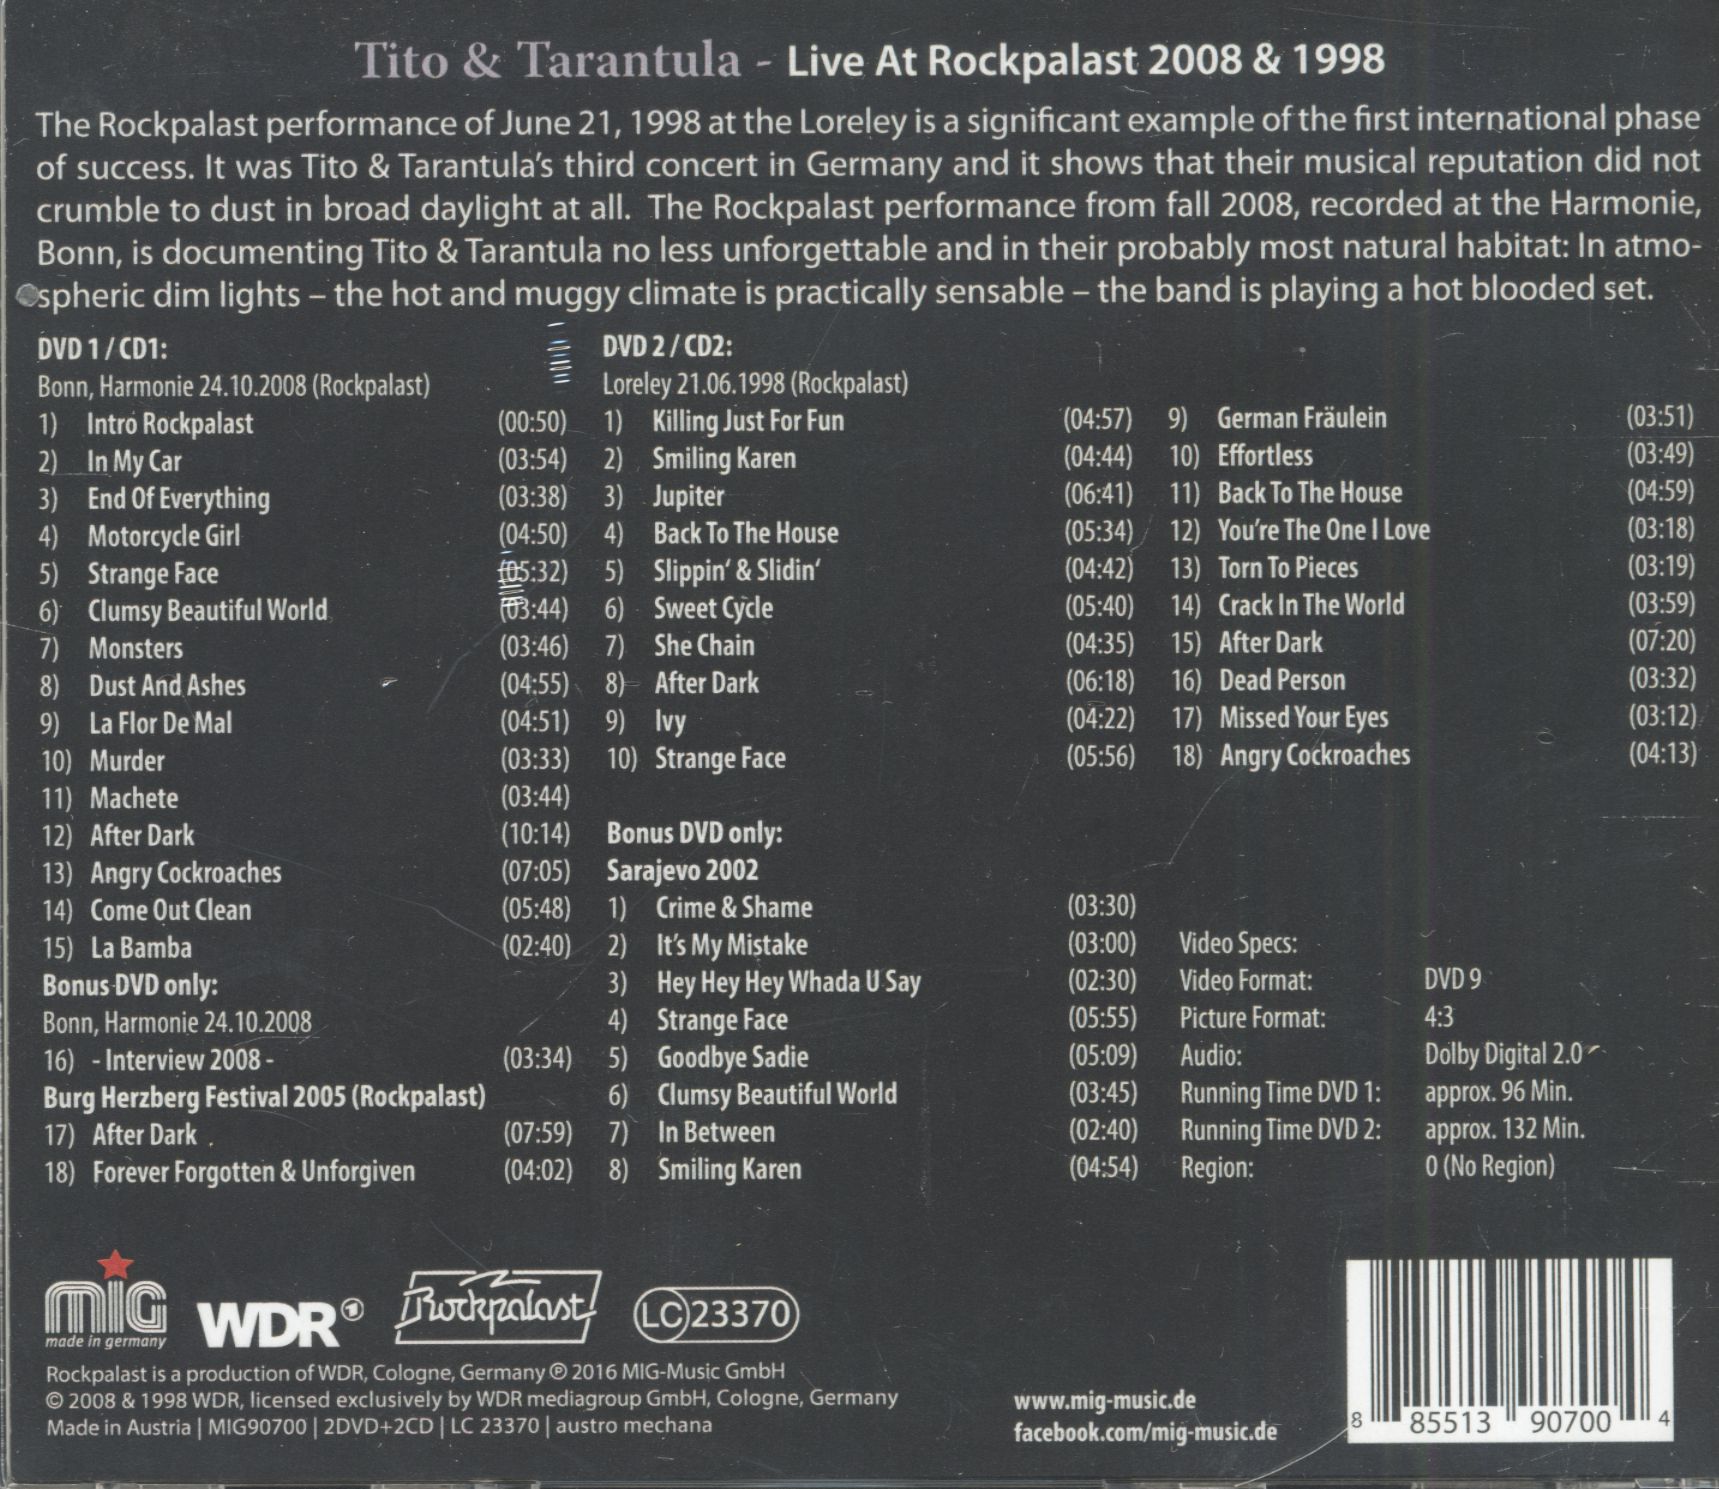 Tito & Tarantula - Live At Rockpalast 2008 & 1998
The Rockpalast performance of June 21, 1998 at the Loreley is a significant example of the first international phase
of success. It was Tito & Tarantula's third concert in Germany and it shows that their musical reputation did not
crumble to dust in broad daylight at all. The Rockpalast performance from fall 2008, recorded at the Harmonie,
Bonn, is documenting Tito & Tarantula no less unforgettable and in their probably most natural habitat: In atmo-
spheric dim lights – the hot and muggy climate is practically sensable – the band is playing a hot blooded set.
DVD 1 / CD1:
Bonn, Harmonie 24.10.2008 (Rockpalast)
1) Intro Rockpalast (00:50)
2) In My Car (03:54)
3) End Of Everything (03:38)
4) Motorcycle Girl (04:50)
5) Strange Face (05:32)
6) Clumsy Beautiful World (03:44)
7) Monsters (03:46)
8) Dust And Ashes (04:55)
9) La Flor De Mal (04:51)
10) Murder (03:33)
11) Machete (03:44)
12) After Dark (10:14)
13) Angry Cockroaches (07:05)
14) Come Out Clean (05:48)
15) La Bamba (02:40)
Bonus DVD only:
Bonn, Harmonie 24.10.2008
16) - Interview 2008 - (03:34)
Burg Herzberg Festival 2005 (Rockpalast)
17) After Dark (07:59)
18) Forever Forgotten & Unforgiven (04:02)
DVD 2 / CD2:
Loreley 21.06.1998 (Rockpalast)
1) Killing Just For Fun (04:57)
2) Smiling Karen (04:44)
3) Jupiter (06:41)
4) Back To The House (05:34)
5) Slippin' & Slidin' (04:42)
6) Sweet Cycle (05:40)
7) She Chain (04:35)
8) After Dark (06:18)
9) Ivy (04:22)
10) Strange Face (05:56)
Bonus DVD only:
Sarajevo 2002
1) Crime & Shame (03:30)
2) It's My Mistake (03:00)
3) Hey Hey Hey Whada U Say (02:30)
4) Strange Face (05:55)
5) Goodbye Sadie (05:09)
6) Clumsy Beautiful World (03:45)
7) In Between (02:40)
8) Smiling Karen (04:54)
9) German Fräulein (03:51)
10) Effortless (03:49)
11) Back To The House (04:59)
12) You're The One I Love (03:18)
13) Torn To Pieces (03:19)
14) Crack In The World (03:59)
15) After Dark (07:20)
16) Dead Person (03:32)
17) Missed Your Eyes (03:12)
18) Angry Cockroaches (04:13)
Video Specs:
Video Format: DVD 9
Picture Format: 4:3
Audio: Dolby Digital 2.0
Running Time DVD 1: approx. 96 Min.
Running Time DVD 2: approx. 132 Min.
Region: 0 (No Region)
MIG
made in germany
WDR 1
Rockpalast
LC 23370
Rockpalast is a production of WDR, Cologne, Germany ℗ 2016 MIG-Music GmbH
© 2008 & 1998 WDR, licensed exclusively by WDR mediagroup GmbH, Cologne, Germany
Made in Austria | MIG90700 | 2DVD+2CD | LC 23370 | austro mechana
www.mig-music.de
facebook.com/mig-music.de
8 85513 90700 4